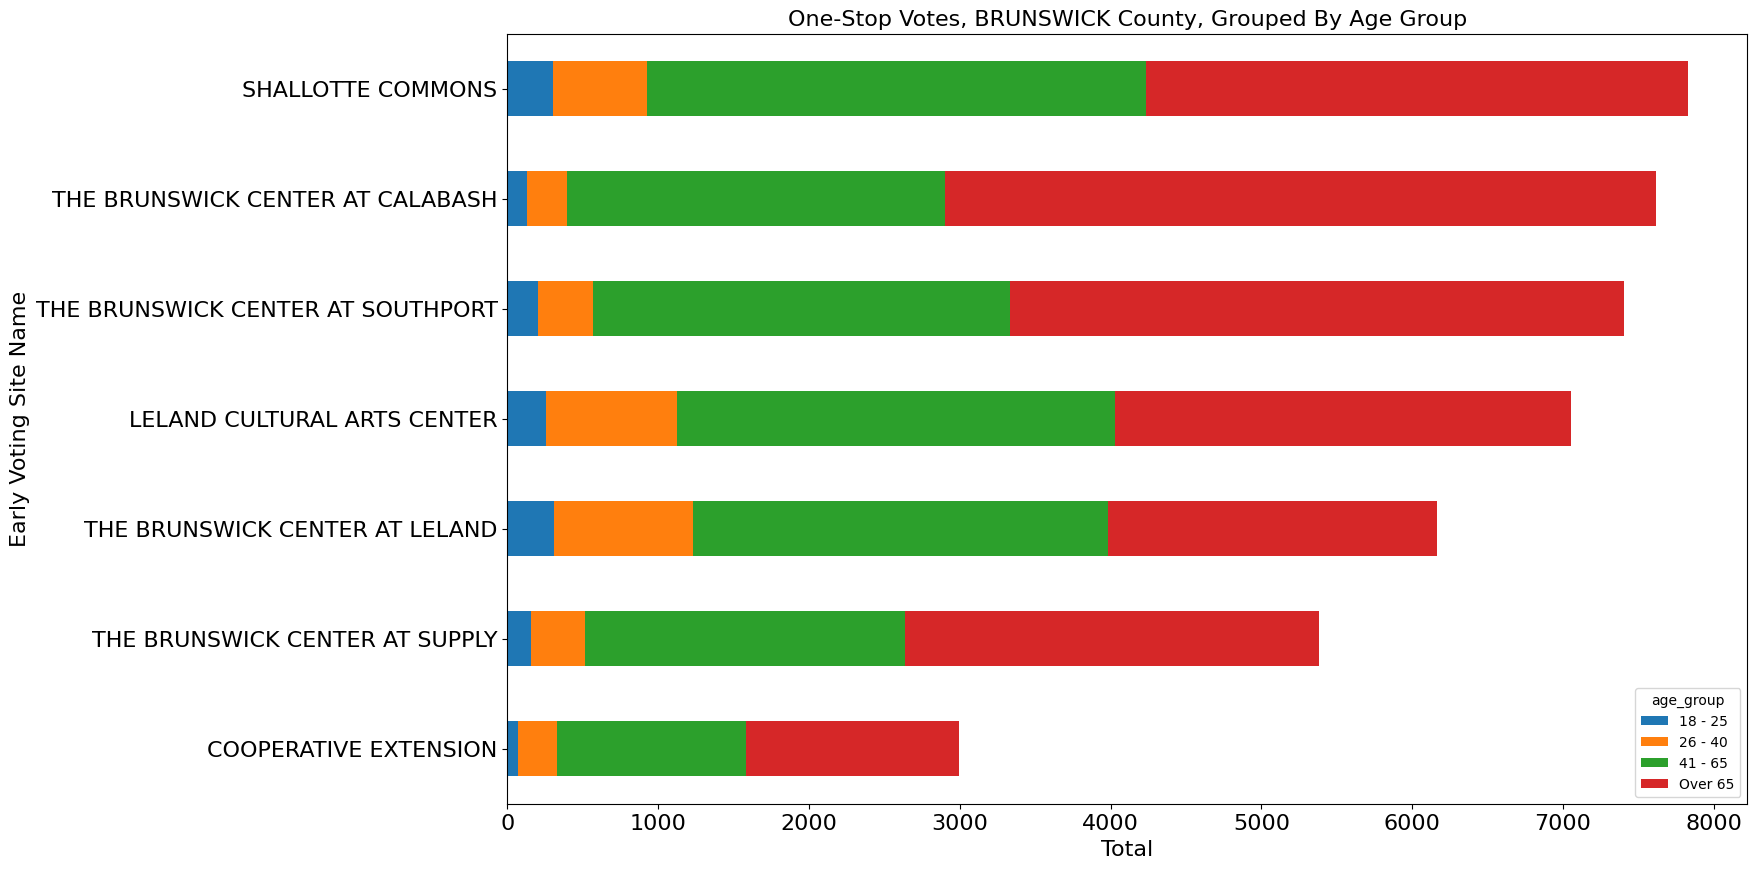 One-Stop Votes, BRUNSWICK County, Grouped By Age Group
Early Voting Site Name
SHALLOTTE COMMONS
THE BRUNSWICK CENTER AT CALABASH
THE BRUNSWICK CENTER AT SOUTHPORT
LELAND CULTURAL ARTS CENTER
THE BRUNSWICK CENTER AT LELAND
THE BRUNSWICK CENTER AT SUPPLY
COOPERATIVE EXTENSION
age_group
18 - 25
26 - 40
41 - 65
Over 65
0 1000 2000 3000 4000 5000 6000 7000 8000
Total